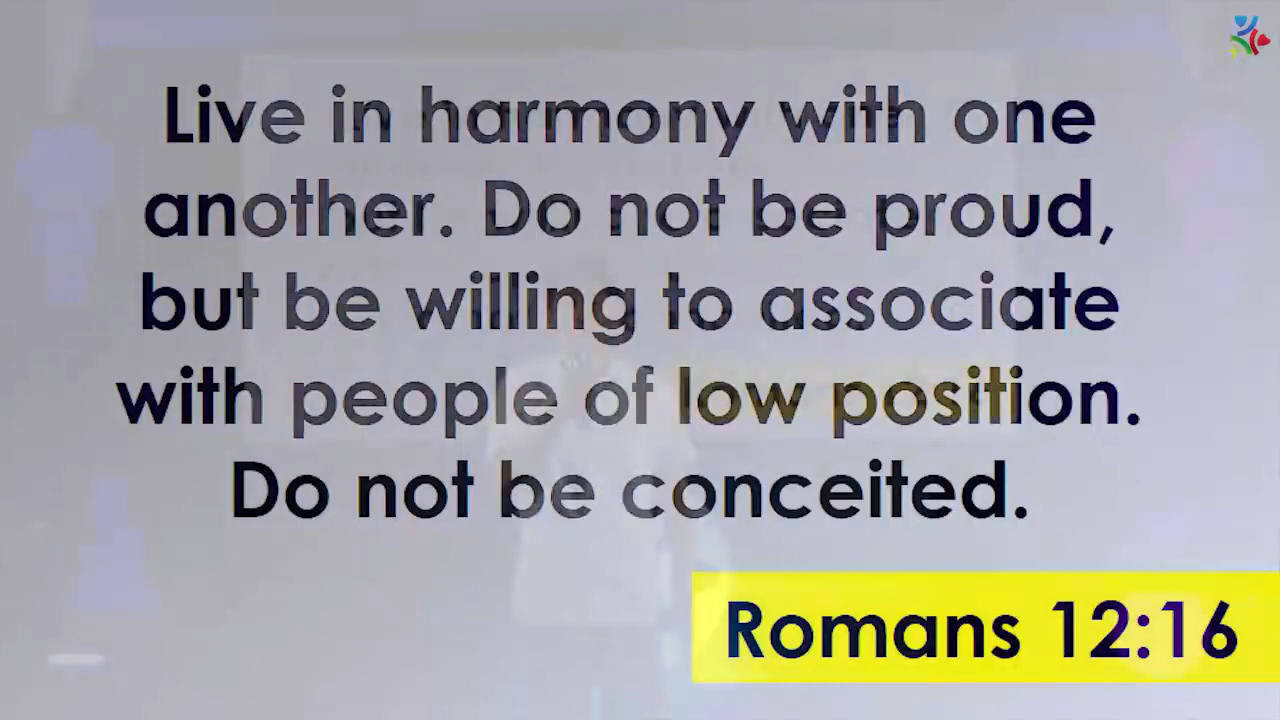 Live in harmony with one
another. Do not be proud,
but be willing to associate
with people of low position.
Do not be conceited.
Romans 12:16